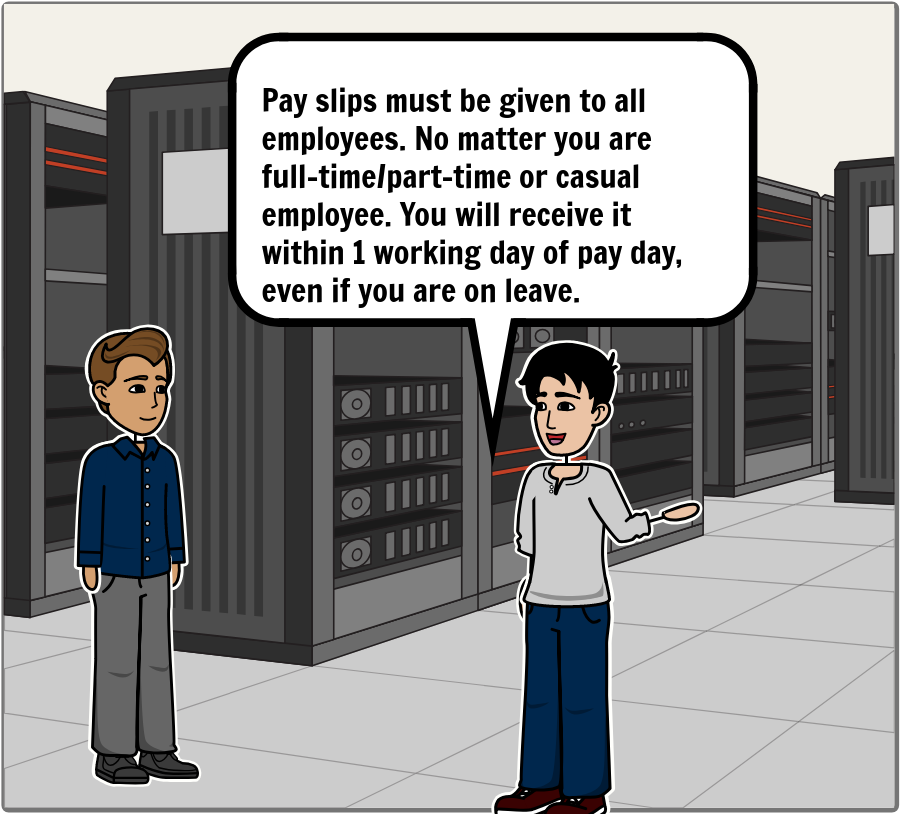 Pay slips must be given to all
employees. No matter you are
full-time/part-time or casual
employee. You will receive it
within 1 working day of pay day,
even if you are on leave.